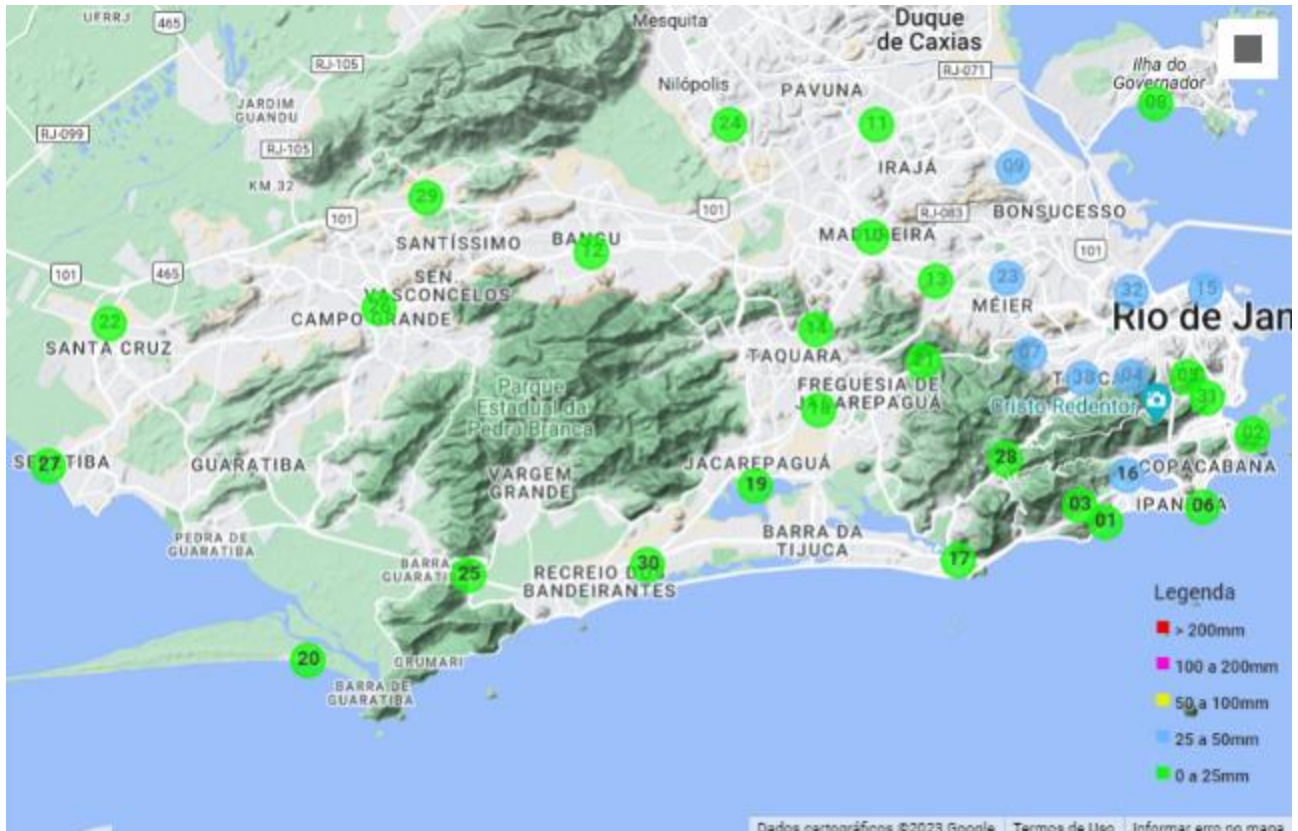 UFRRJ
465
Mesquita
Duque
de Caxias
RJ-105
Nilópolis
PAVUNA
RJ-071
Ilha do
Governador
08
JARDIM
GUANDU
24
11
RJ-099
RJ-105
IRAJÁ
09
KM 32
29
101
101
RJ-083
BONSUCESSO
SANTÍSSIMO
BANGU
12
MADUREIRA
10
101
101
465
SEN.
VASCONCELOS
13
23
32
15
CAMPO GRANDE
MÉIER
22
14
Rio de Jan
SANTA CRUZ
TAQUARA
21
07
Parque
Estadual da
Pedra Branca
FREGUESIA DE
JACAREPAGUÁ
18
38
04
31
Cristo Redentor
02
SEPETIBA
27
GUARATIBA
JACAREPAGUÁ
28
16
COPACABANA
VARGEM
GRANDE
19
03
01
IPANEMA
06
PEDRA DE
GUARATIBA
BARRA DA
TIJUCA
BARRA
GUARATI
25
RECREIO DOS
BANDEIRANTES
30
17
Legenda
> 200mm
20
GRUMARI
100 a 200mm
BARRA DE
GUARATIBA
50 a 100mm
25 a 50mm
0 a 25mm
Dados cartográficos ©2023 Google
Termos de Uso
Informar erro no mapa